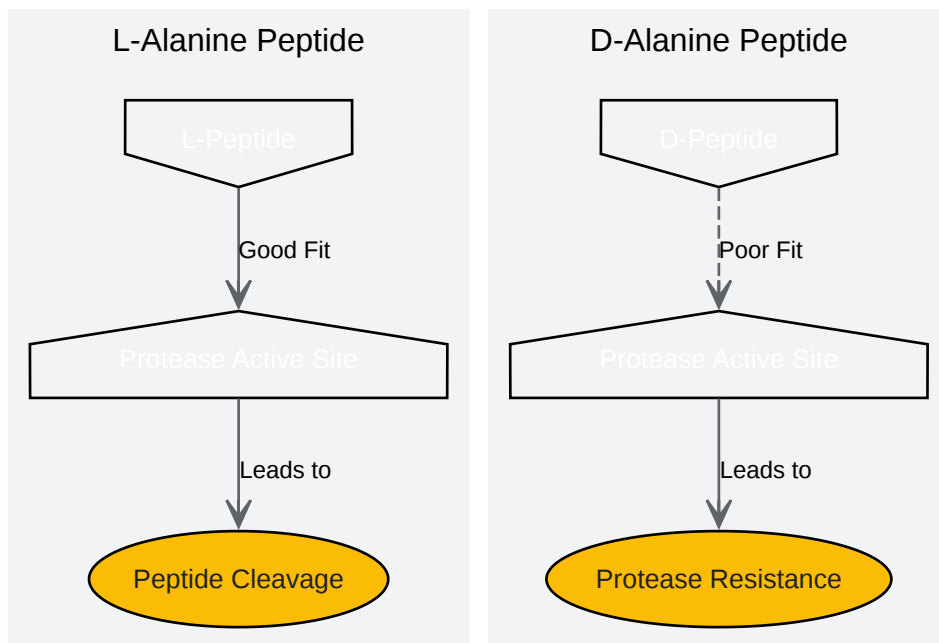 L-Alanine Peptide
L-Peptide
Good Fit
Protease Active Site
Leads to
Peptide Cleavage
D-Alanine Peptide
D-Peptide
Poor Fit
Protease Active Site
Leads to
Protease Resistance